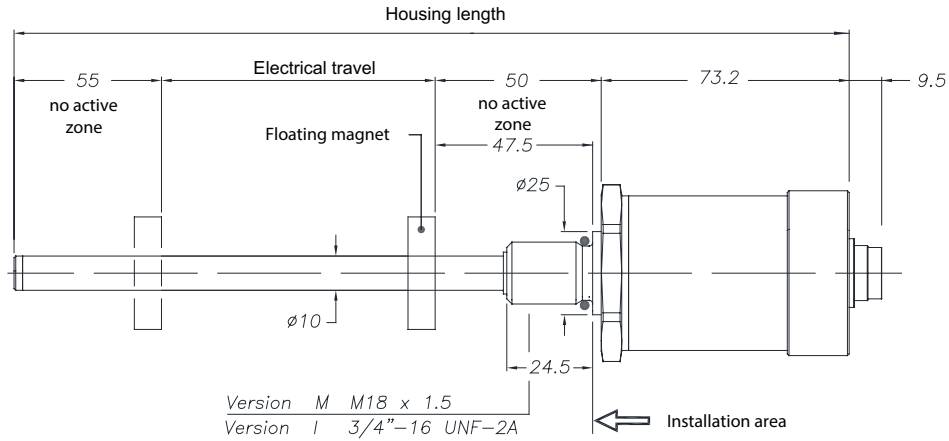 Housing length
55
Electrical travel
50
73.2
9.5
no active
zone
no active
zone
Floating magnet
47.5
ø25
ø10
24.5
Version M M18 x 1.5
Version I 3/4”-16 UNF-2A
Installation area